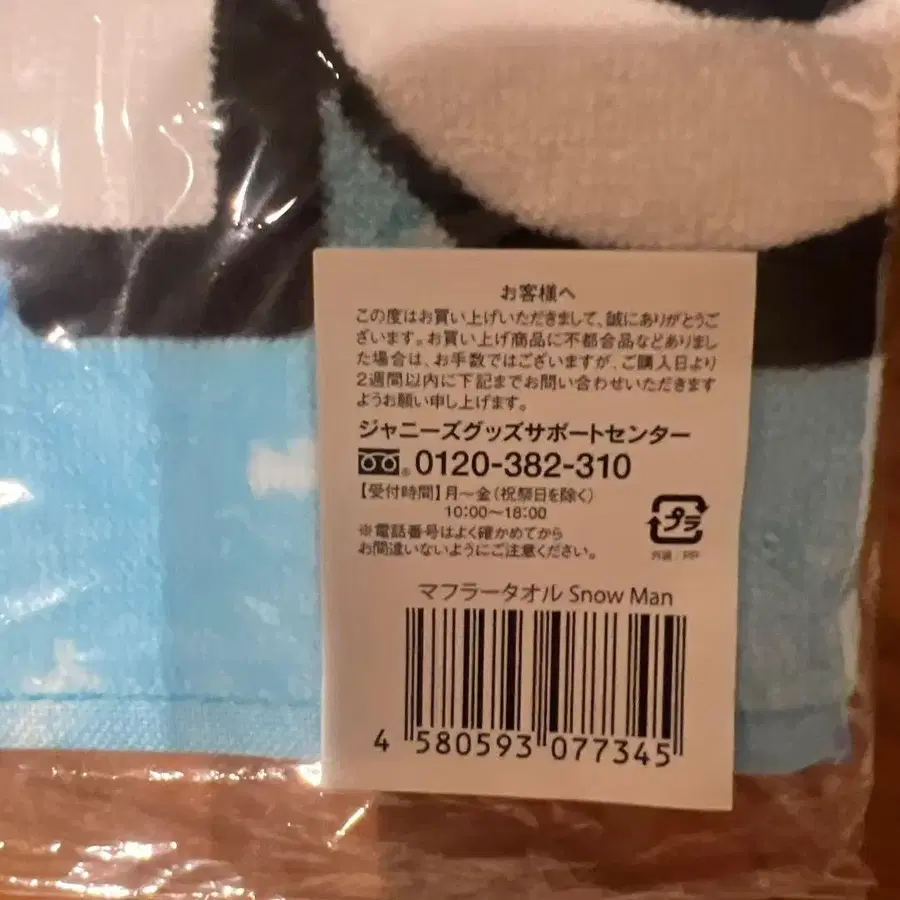 お客様へ
この度はお買い上げいただきまして、誠にありがとうご
ざいます。お買い上げ商品に不都合品などありまし
た場合は、お手数ではございますが、ご購入日より
2週間以内に下記までお問い合わせいただきます
ようお願い申し上げます。
ジャニーズグッズサポートセンター
0120-382-310
【受付時間】月〜金(祝祭日を除く)
10:00〜18:00
※電話番号はよく確かめてから
お間違いないようにご注意ください。
プラ
外装:PP
マフラータオル Snow Man
4 580593 077345